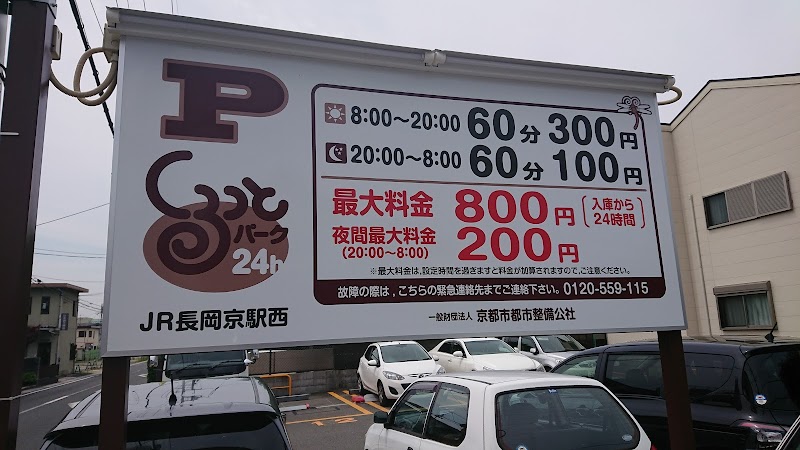 P
くるっと
パーク
24h
JR長岡京駅西
8:00～20:00 60分 300円
20:00～8:00 60分 100円
最大料金 800円 〔入庫から24時間〕
夜間最大料金 200円
(20:00～8:00)
※最大料金は、設定時間を過ぎますと料金が加算されますので、ご注意ください。
故障の際は、こちらの緊急連絡先までご連絡下さい。0120-559-115
一般財団法人 京都市都市整備公社